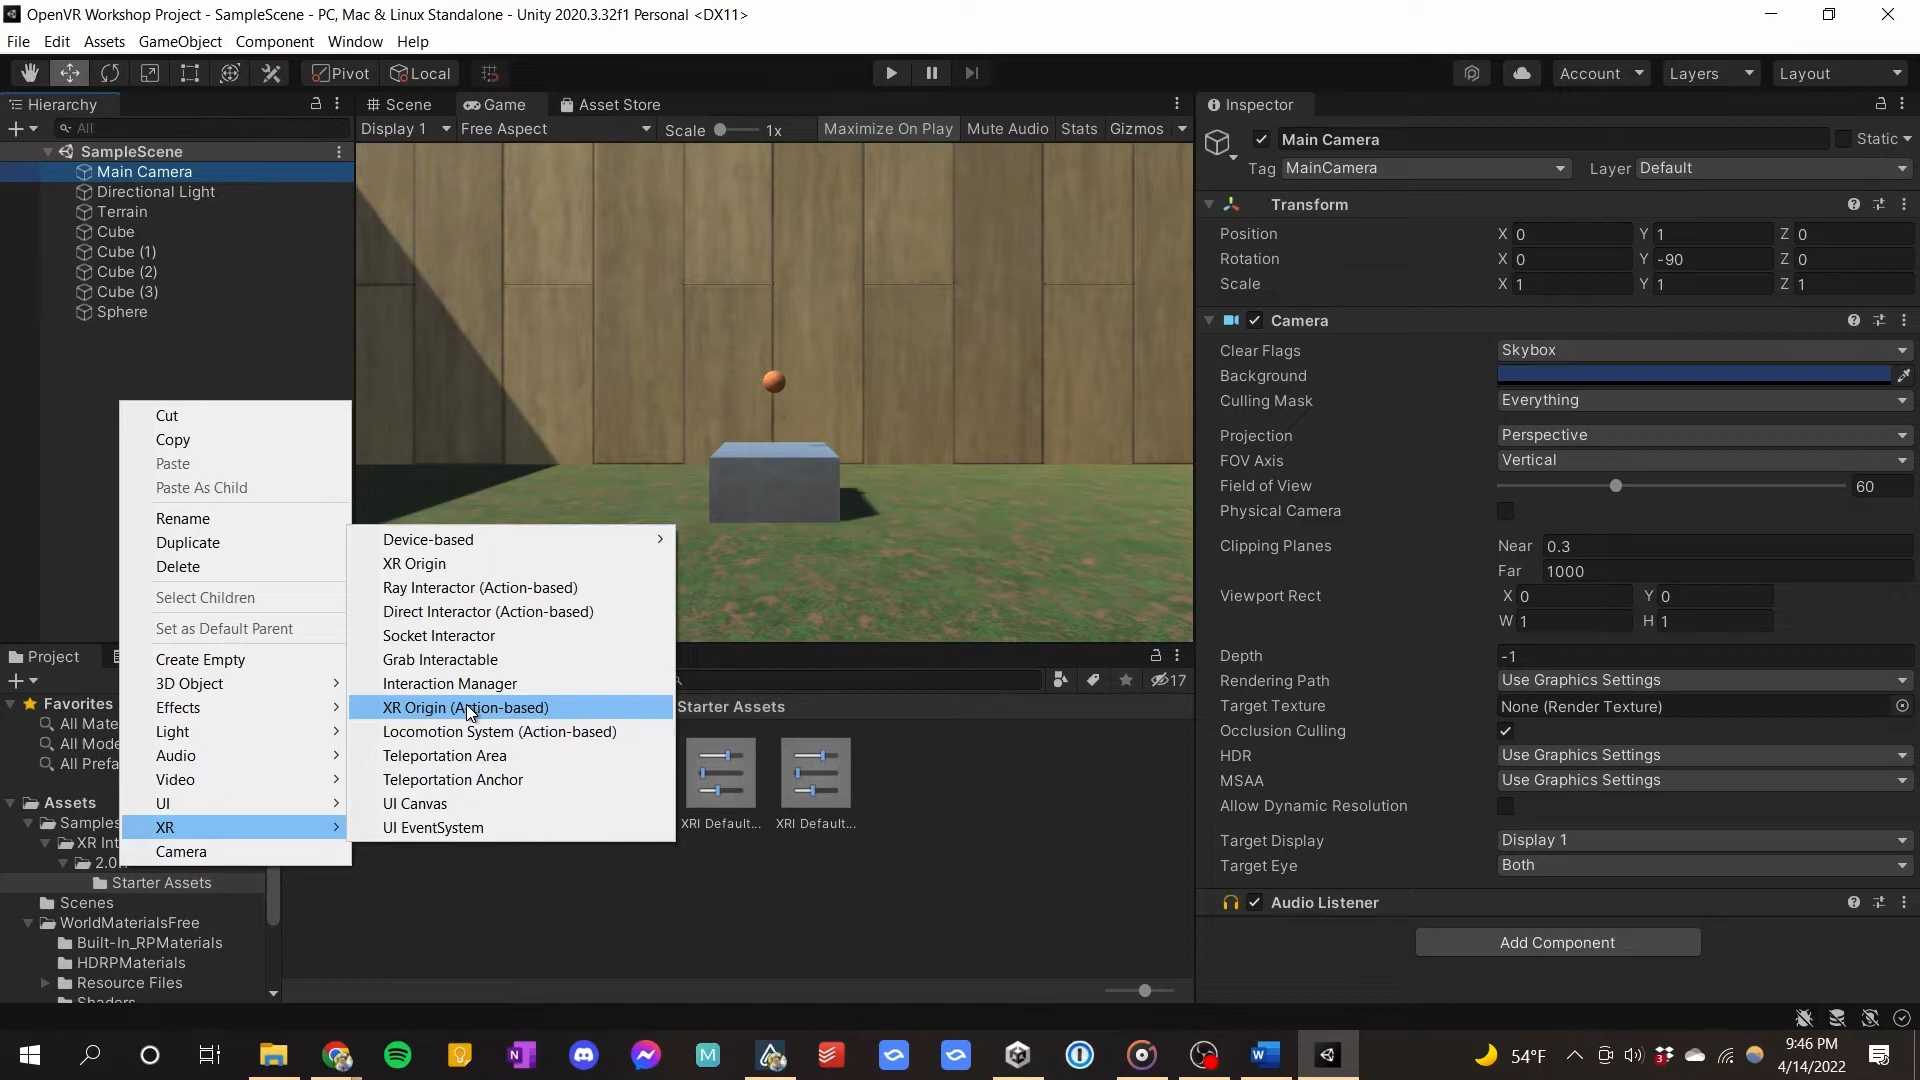 OpenVR Workshop Project - SampleScene - PC, Mac & Linux Standalone - Unity 2020.3.32f1 Personal <DX11>
File Edit Assets GameObject Component Window Help
Pivot Local Account Layers Layout
Hierarchy
All
SampleScene
Main Camera
Directional Light
Terrain
Cube
Cube (1)
Cube (2)
Cube (3)
Sphere
Scene Game Asset Store
Display 1 Free Aspect Scale 1x Maximize On Play Mute Audio Stats Gizmos
Cut
Copy
Paste
Paste As Child
Rename
Duplicate
Delete
Select Children
Set as Default Parent
Create Empty
3D Object
Effects
Light
Audio
Video
UI
XR
Camera
Device-based
XR Origin
Ray Interactor (Action-based)
Direct Interactor (Action-based)
Socket Interactor
Grab Interactable
Interaction Manager
XR Origin (Action-based)
Locomotion System (Action-based)
Teleportation Area
Teleportation Anchor
UI Canvas
UI EventSystem
Project
17
Favorites
All Mate
All Mode
All Prefa
Assets
Samples
XR Int
2.0.
Starter Assets
Scenes
WorldMaterialsFree
Built-In_RPMaterials
HDRPMaterials
Resource Files
Shaders
Starter Assets
XRI Default... XRI Default...
Inspector
Main Camera Static
Tag MainCamera Layer Default
Transform
Position X 0 Y 1 Z 0
Rotation X 0 Y -90 Z 0
Scale X 1 Y 1 Z 1
Camera
Clear Flags Skybox
Background
Culling Mask Everything
Projection Perspective
FOV Axis Vertical
Field of View 60
Physical Camera
Clipping Planes Near 0.3
Far 1000
Viewport Rect X 0 Y 0
W 1 H 1
Depth -1
Rendering Path Use Graphics Settings
Target Texture None (Render Texture)
Occlusion Culling
HDR Use Graphics Settings
MSAA Use Graphics Settings
Allow Dynamic Resolution
Target Display Display 1
Target Eye Both
Audio Listener
Add Component
54°F
9:46 PM
4/14/2022